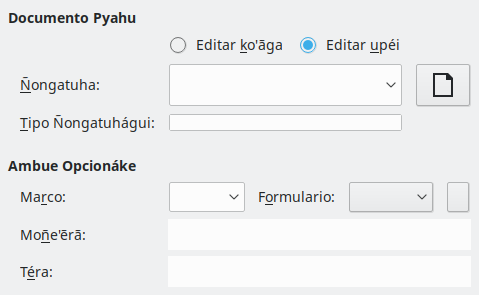 Documento Pyahu
Editar ko'ãga Editar upéi
Ñongatuha:
Tipo Ñongatuhágui:
Ambue Opcionáke
Marco: Formulario:
Moñe'ẽrã:
Téra: